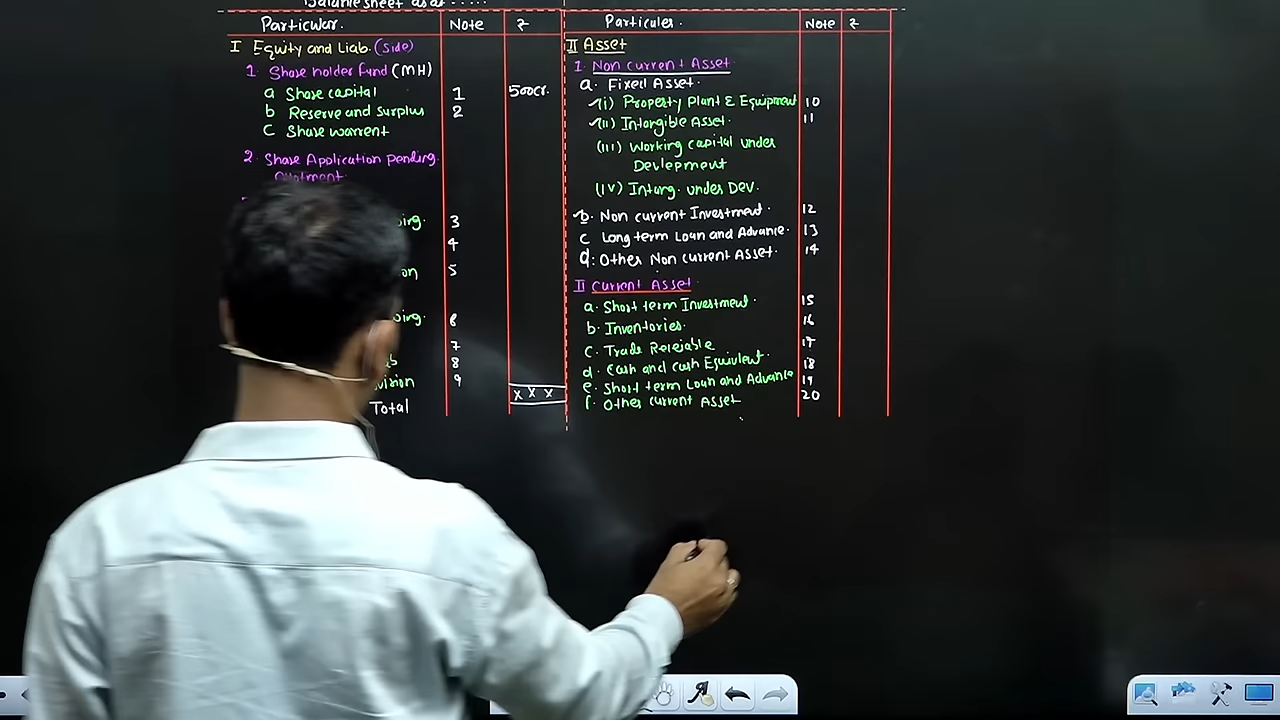 Balance sheet as at .....
Particular. Note ₹
I Equity and Liab. (Side)
1. Share holder fund (MH)
a Share capital 1 500cr.
b Reserve and Surplus 2
c Share warrent
2. Share Application pending
3
4
5
6
7
8
9
Total x x x
Particules. Note ₹
II Asset
1. Non current Asset
a. Fixed Asset.
(i) Property Plant & Equipment 10
(ii) Intangible Asset. 11
(iii) Working capital under
Devlepment
(iv) Intang. under Dev.
b. Non current Investment. 12
c Long term Loan and Advance. 13
d. Other Non current Asset. 14
II Current Asset
a. Short term Investment. 15
b. Inventories. 16
c. Trade Receiable 17
d. Cash and cash Equivlent. 18
e. Short term Loan and Advance 19
f. Other current Asset 20